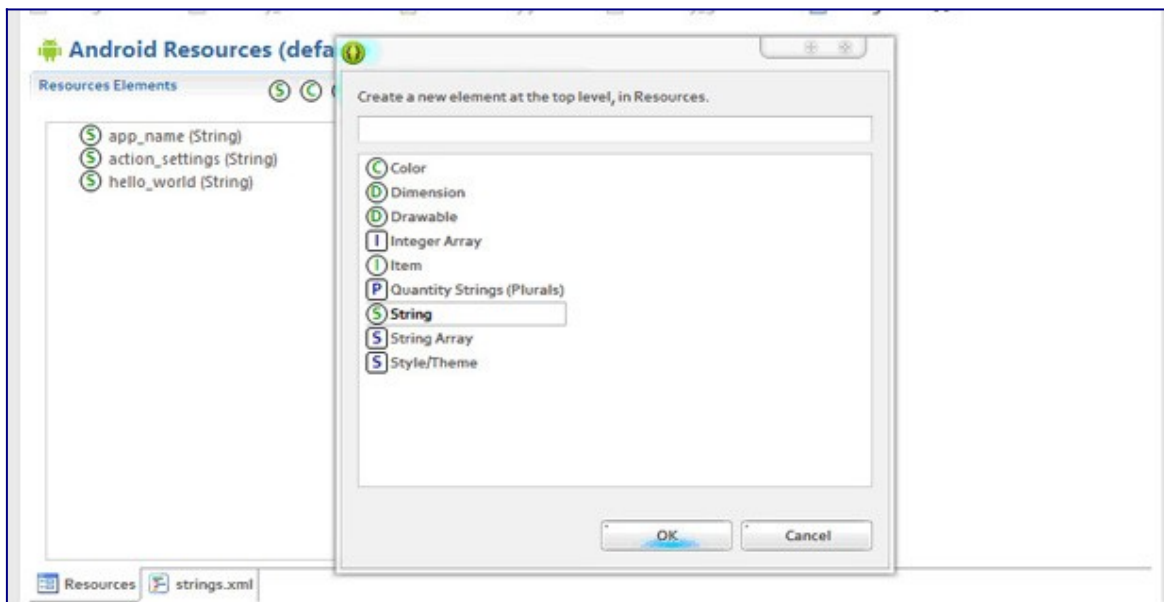 Android Resources (defa
Resources Elements
S C
S app_name (String)
S action_settings (String)
S hello_world (String)
Create a new element at the top level, in Resources.
C Color
D Dimension
D Drawable
I Integer Array
I Item
P Quantity Strings (Plurals)
S String
S String Array
S Style/Theme
OK
Cancel
Resources
strings.xml